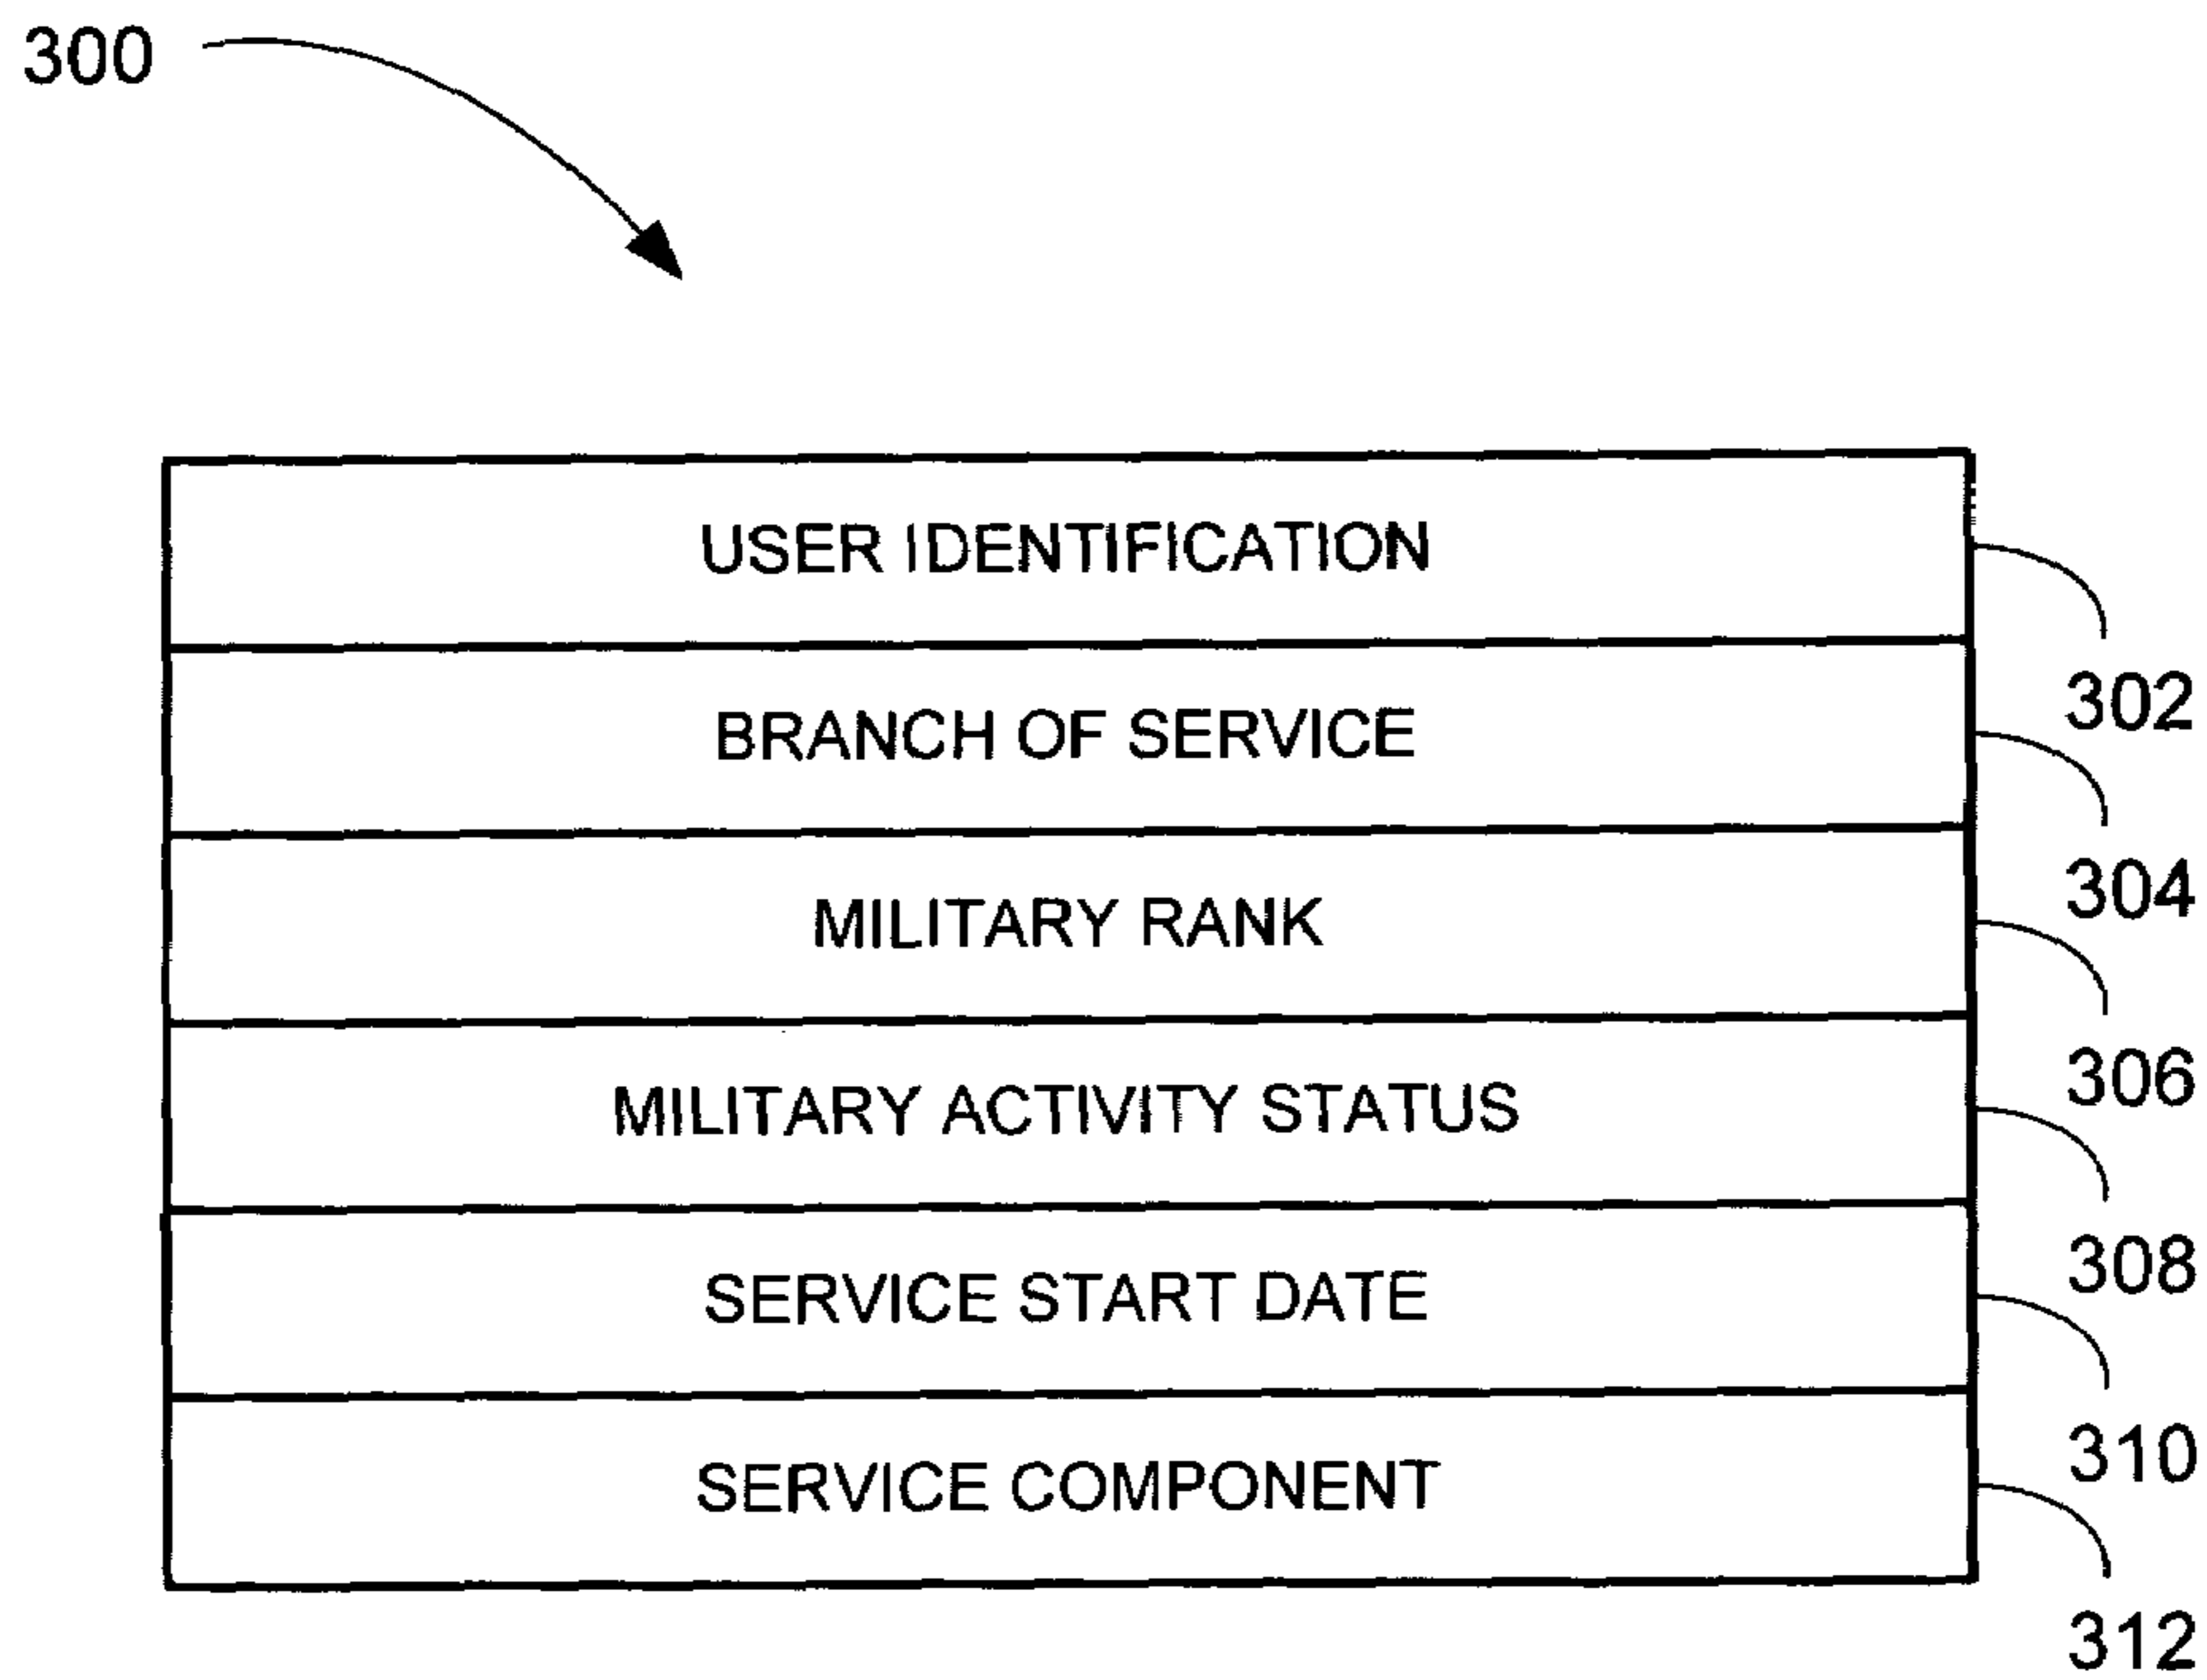 300
USER IDENTIFICATION
302
BRANCH OF SERVICE
304
MILITARY RANK
306
MILITARY ACTIVITY STATUS
308
SERVICE START DATE
310
SERVICE COMPONENT
312